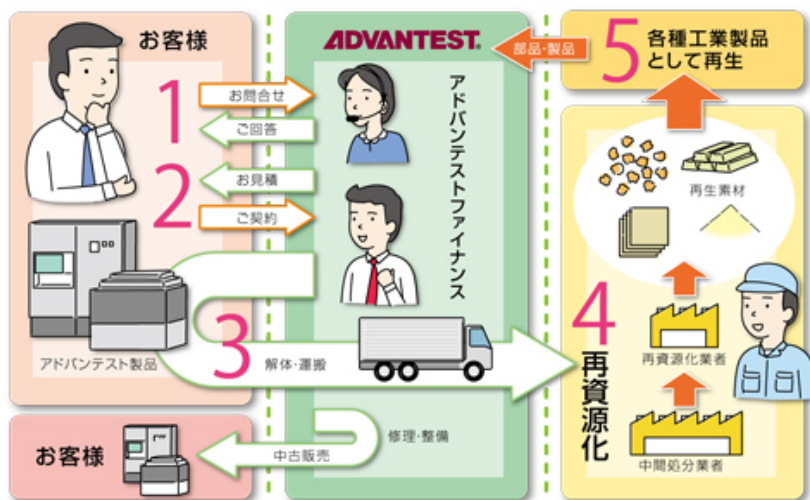 お客様
1
お問合せ
ご回答
2
お見積
ご契約
アドバンテスト製品
3
解体・運搬
ADVANTEST®
アドバンテストファイナンス
修理・整備
中古販売
お客様
4
再資源化
中間処分業者
再資源化業者
再生素材
5
各種工業製品
として再生
部品・製品